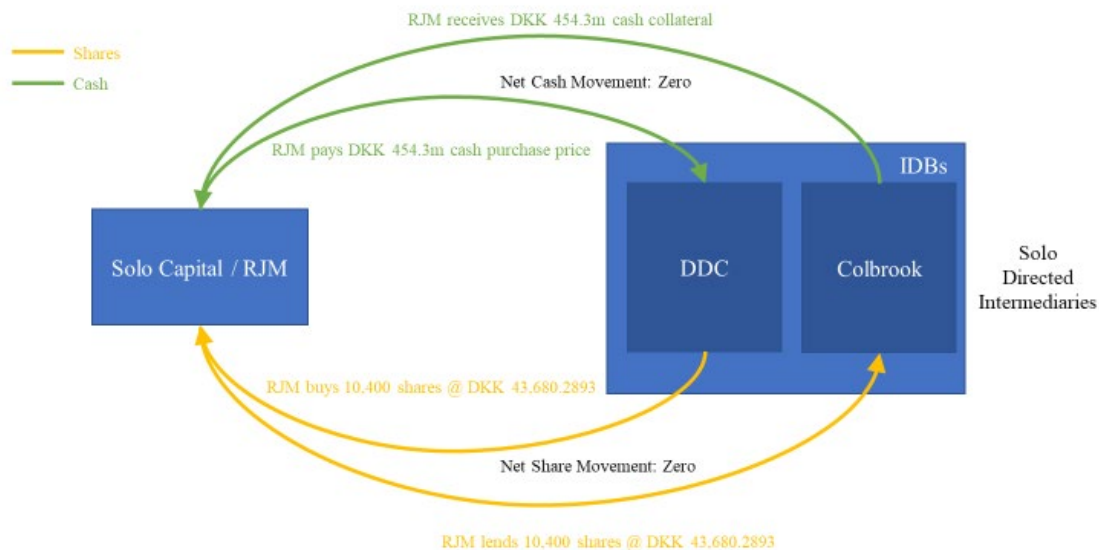 RJM receives DKK 454.3m cash collateral
Shares
Cash
Net Cash Movement: Zero
RJM pays DKK 454.3m cash purchase price
IDBs
Solo Capital / RJM
DDC
Colbrook
Solo
Directed
Intermediaries
RJM buys 10,400 shares @ DKK 43,680.2893
Net Share Movement: Zero
RJM lends 10,400 shares @ DKK 43,680.2893